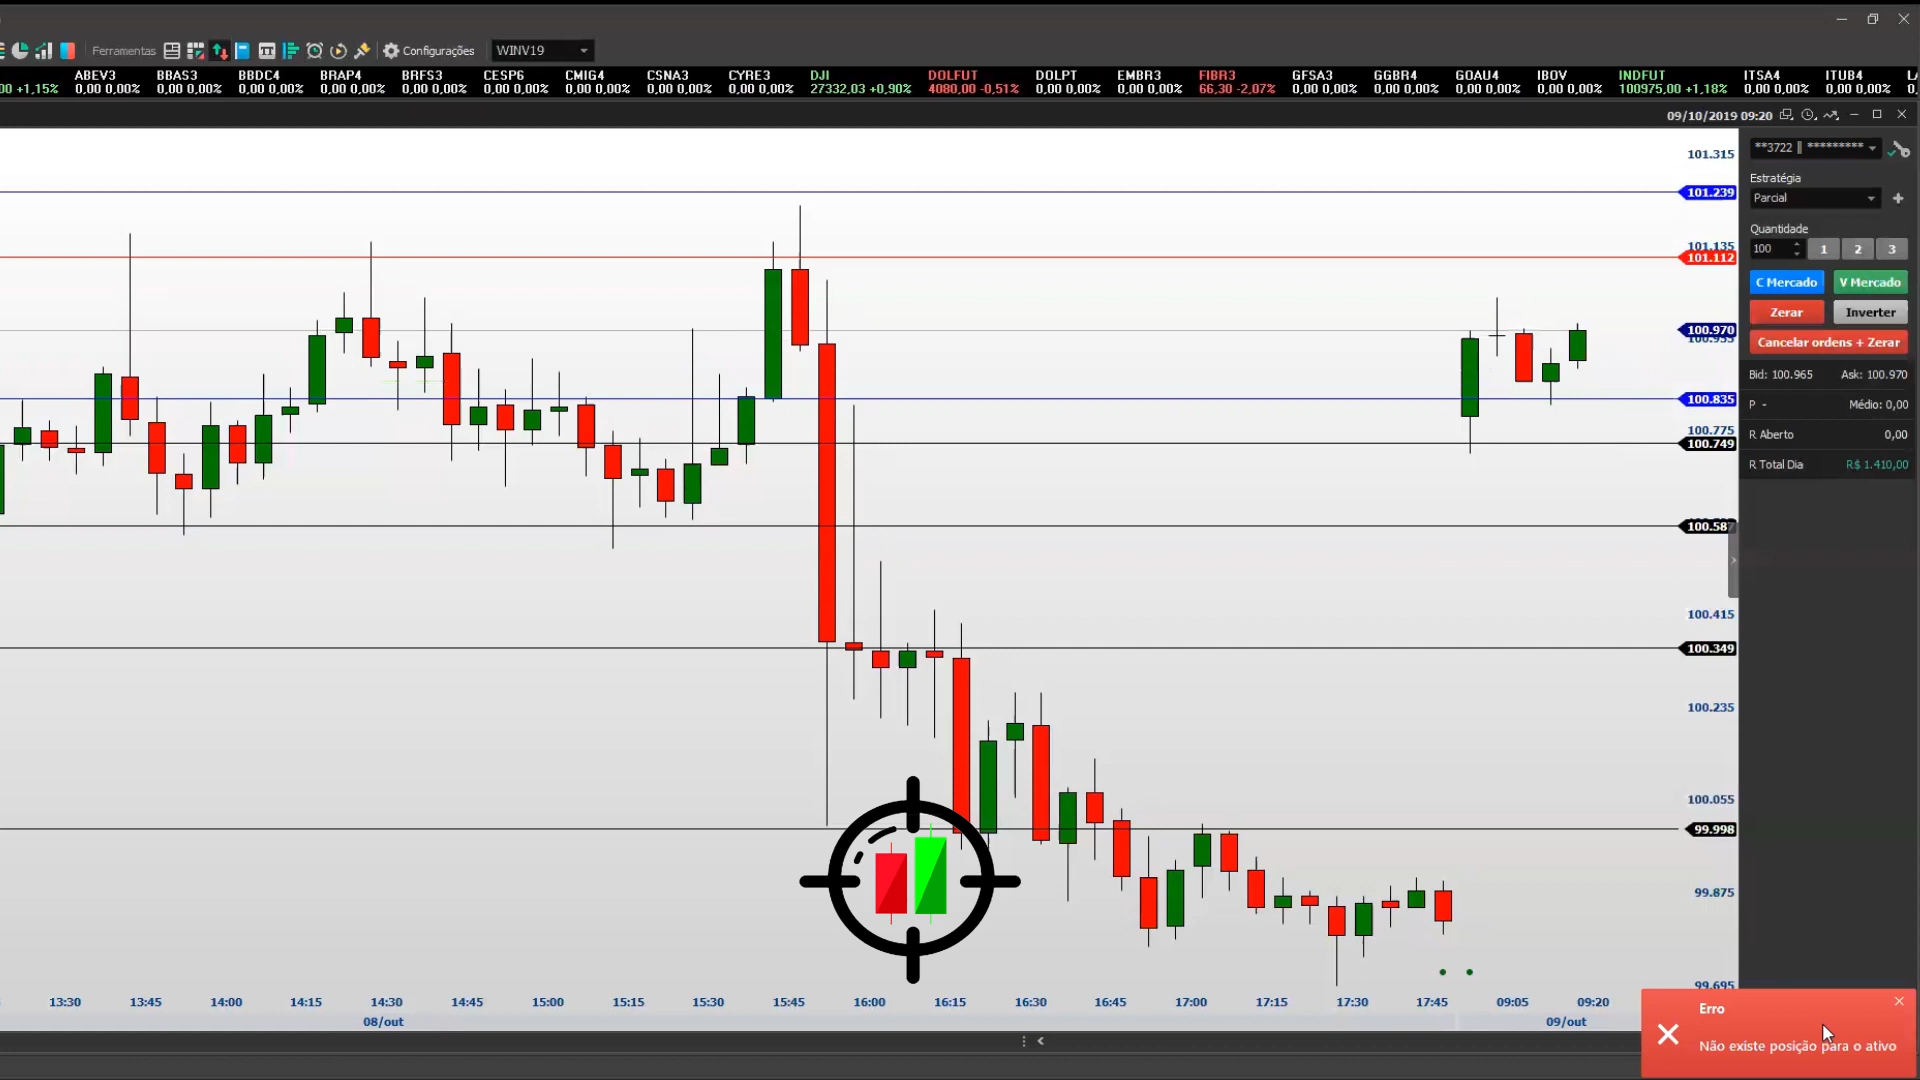 Ferramentas Configurações WINV19
ABEV3 BBAS3 BBDC4 BRAP4 BRFS3 CESP6 CMIG4 CSNA3 CYRE3 DJI DOLFUT DOLPT EMBR3 FIBR3 GFSA3 GGBR4 GOAU4 IBOV INDFUT ITSA4 ITUB4
00 +1,15% 0,00 0,00% 0,00 0,00% 0,00 0,00% 0,00 0,00% 0,00 0,00% 0,00 0,00% 0,00 0,00% 0,00 0,00% 0,00 0,00% 27332,03 +0,90% 4080,00 -0,51% 0,00 0,00% 0,00 0,00% 66,30 -2,07% 0,00 0,00% 0,00 0,00% 0,00 0,00% 0,00 0,00% 100975,00 +1,18% 0,00 0,00% 0,00 0,00%
09/10/2019 09:20
101.315
101.239
101.135
101.112
100.970
100.955
100.835
100.775
100.749
100.587
100.415
100.349
100.235
100.055
99.998
99.875
99.695
**3722 || *********
Estratégia
Parcial
Quantidade
100 1 2 3
C Mercado V Mercado
Zerar Inverter
Cancelar ordens + Zerar
Bid: 100.965 Ask: 100.970
P - Médio: 0,00
R Aberto 0,00
R Total Dia R$ 1.410,00
13:30 13:45 14:00 14:15 14:30 14:45 15:00 15:15 15:30 15:45 16:00 16:15 16:30 16:45 17:00 17:15 17:30 17:45 09:05 09:20
08/out 09/out
Erro
Não existe posição para o ativo